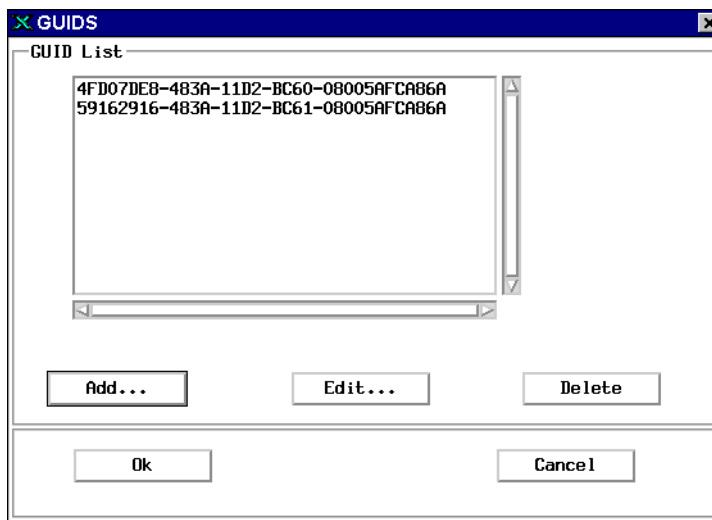 GUIDS
GUID List
4FD07DE8-483A-11D2-BC60-08005AFCA86A
59162916-483A-11D2-BC61-08005AFCA86A
Add... Edit... Delete
Ok Cancel